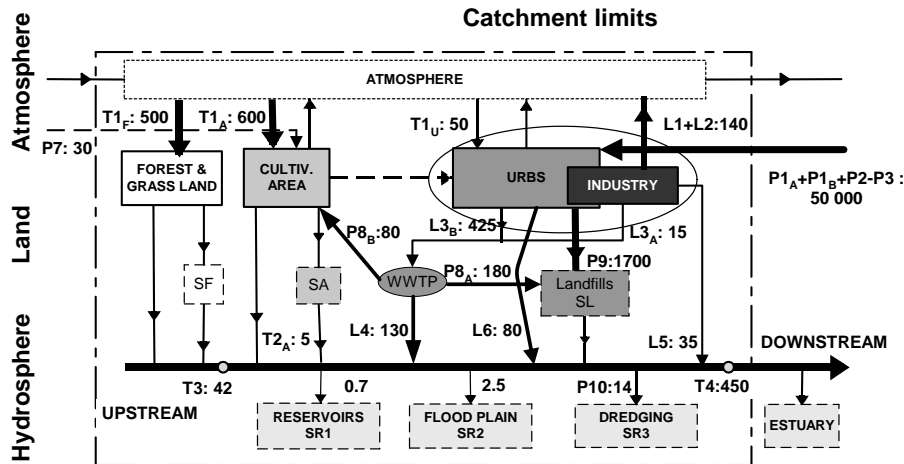 Catchment limits
Atmosphere
Land
Hydrosphere
ATMOSPHERE
T1F: 500
T1A: 600
T1U: 50
L1+L2:140
P7: 30
FOREST &
GRASS LAND
CULTIV.
AREA
URBS
INDUSTRY
P1A+P1B+P2-P3 :
50 000
P8B:80
L3B: 425
L3A: 15
SF
SA
WWTP
P8A: 180
P9:1700
Landfills
SL
T2A: 5
L4: 130
L6: 80
L5: 35
DOWNSTREAM
T3: 42
0.7
2.5
P10:14
T4:450
UPSTREAM
RESERVOIRS
SR1
FLOOD PLAIN
SR2
DREDGING
SR3
ESTUARY